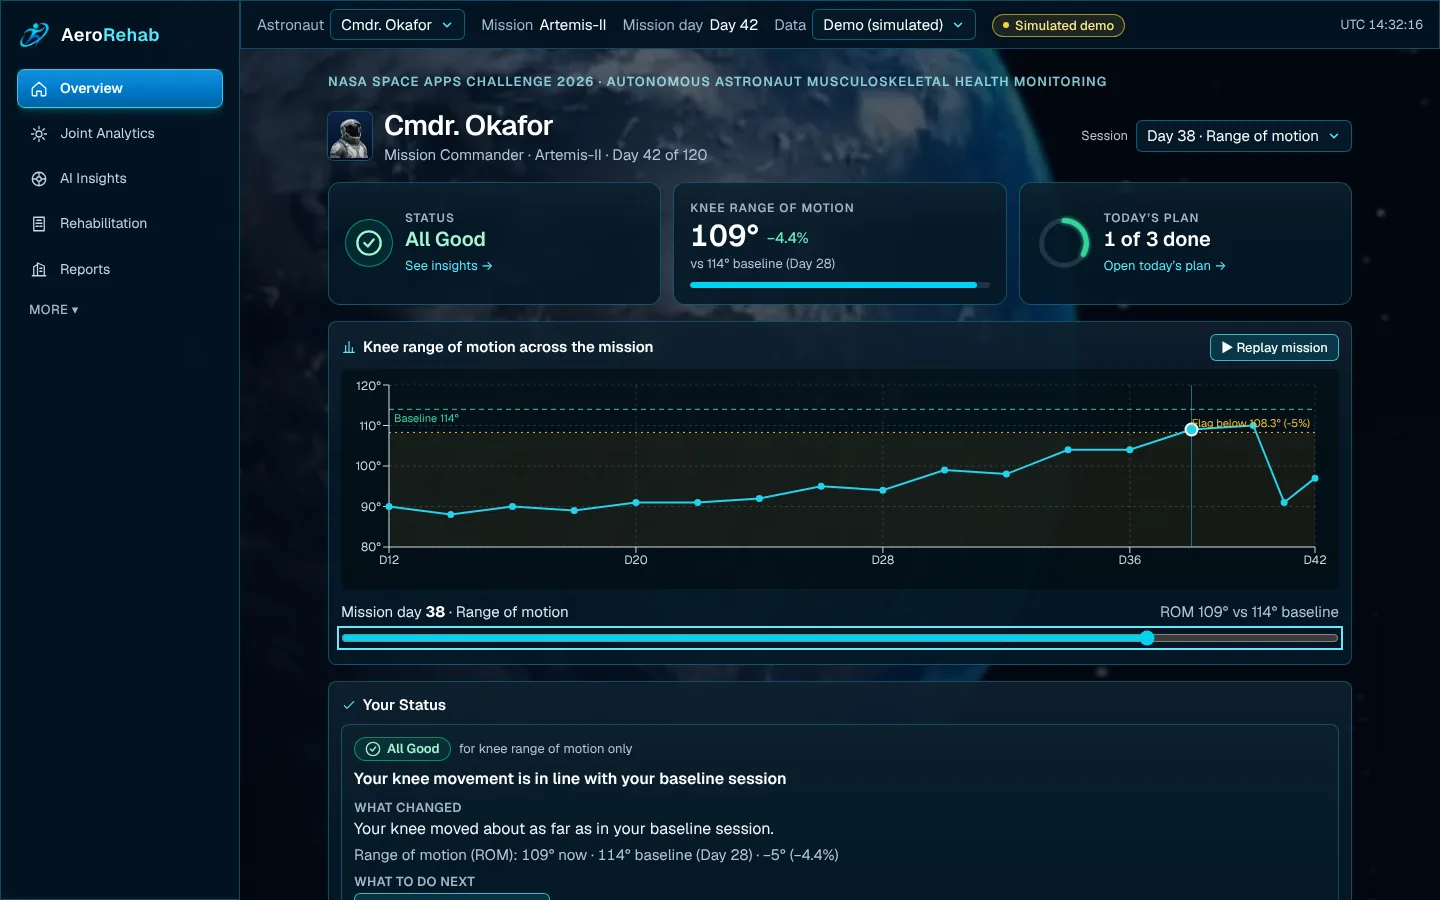 AeroRehab
Overview
Joint Analytics
AI Insights
Rehabilitation
Reports
MORE ▾
Astronaut Cmdr. Okafor Mission Artemis-II Mission day Day 42 Data Demo (simulated) Simulated demo UTC 14:32:16
NASA SPACE APPS CHALLENGE 2026 · AUTONOMOUS ASTRONAUT MUSCULOSKELETAL HEALTH MONITORING
Cmdr. Okafor
Mission Commander · Artemis-II · Day 42 of 120
Session Day 38 · Range of motion
STATUS
All Good
See insights →
KNEE RANGE OF MOTION
109° −4.4%
vs 114° baseline (Day 28)
TODAY'S PLAN
1 of 3 done
Open today's plan →
Knee range of motion across the mission
▶ Replay mission
120°
Baseline 114°
110°
Flag below 108.3° (-5%)
100°
90°
80°
D12 D20 D28 D36 D42
Mission day 38 · Range of motion
ROM 109° vs 114° baseline
Your Status
All Good for knee range of motion only
Your knee movement is in line with your baseline session
WHAT CHANGED
Your knee moved about as far as in your baseline session.
Range of motion (ROM): 109° now · 114° baseline (Day 28) · −5° (−4.4%)
WHAT TO DO NEXT